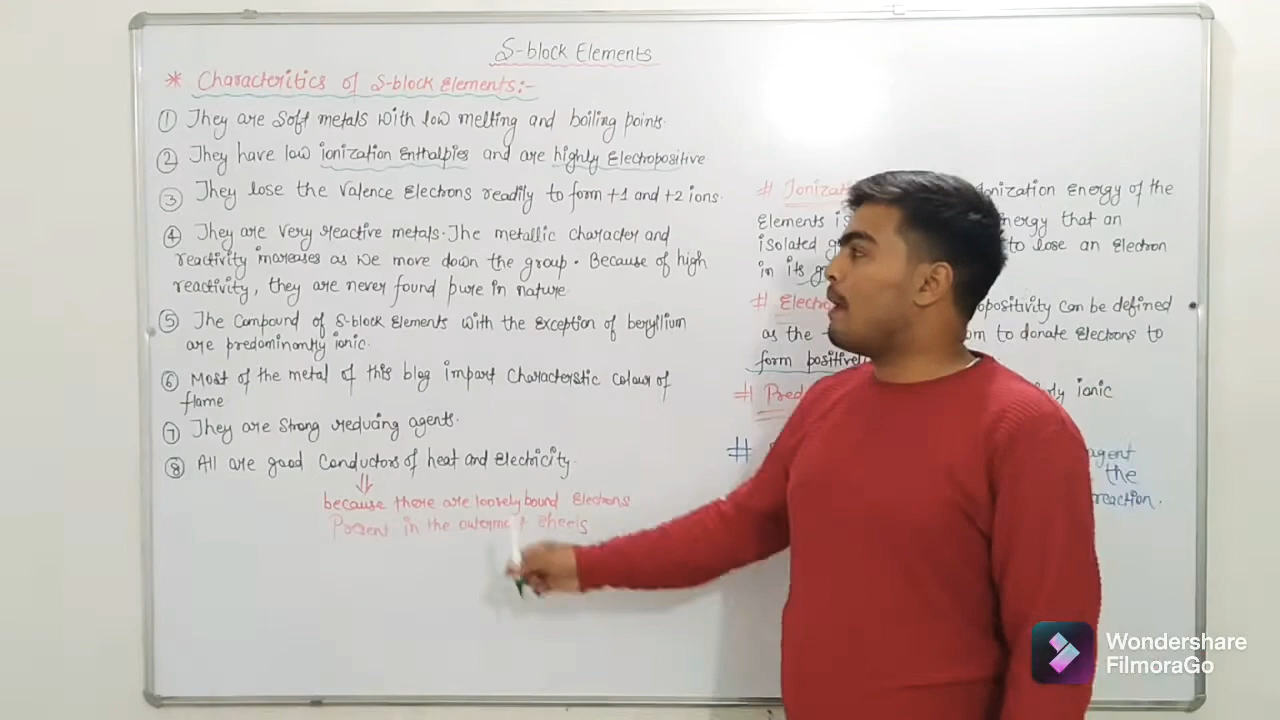 S-block Elements
* Characteritics of S-block Elements:-
① They are soft metals with low melting and boiling points.
② They have low ionization Enthalpies and are highly Electropositive
③ They lose the valence Electrons readily to form +1 and +2 ions.
④ They are very reactive metals. The metallic character and
reactivity increases as we move down the group. Because of high
reactivity, they are never found pure in nature
⑤ The Compound of S-block Elements with the Exception of beryllium
are predominantly ionic.
⑥ Most of the metal of this blog impart Characterstic colour of
flame
⑦ They are Strong reducing agents.
⑧ All are good Conductors of heat and Electricity.
⇓
because there are loosely bound Electrons
Present in the shells
# Ionization Energy of the
Elements is that an
isolated to lose an Electron
in its
# can be defined
as the to donate Electrons to
form positive
# ionic
#
agent
the
reaction.
Wondershare
FilmoraGo